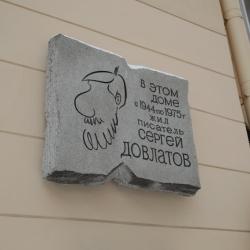 В ЭТОМ
ДОМЕ
с 1944 по 1975 г
жил
писатель
СЕРГЕЙ
ДОВЛАТОВ